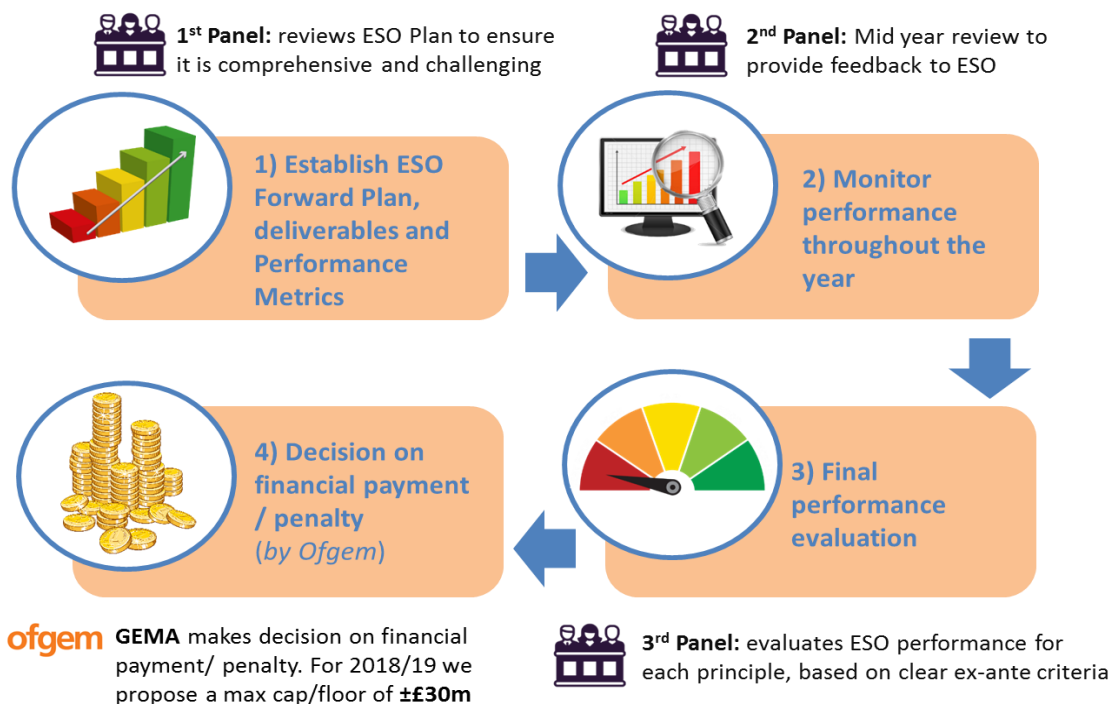 1st Panel: reviews ESO Plan to ensure
it is comprehensive and challenging
2nd Panel: Mid year review to
provide feedback to ESO
1) Establish ESO
Forward Plan,
deliverables and
Performance
Metrics
2) Monitor
performance
throughout the
year
4) Decision on
financial payment
/ penalty
(by Ofgem)
3) Final
performance
evaluation
ofgem
GEMA makes decision on financial
payment/ penalty. For 2018/19 we
propose a max cap/floor of ±£30m
3rd Panel: evaluates ESO performance for
each principle, based on clear ex-ante criteria